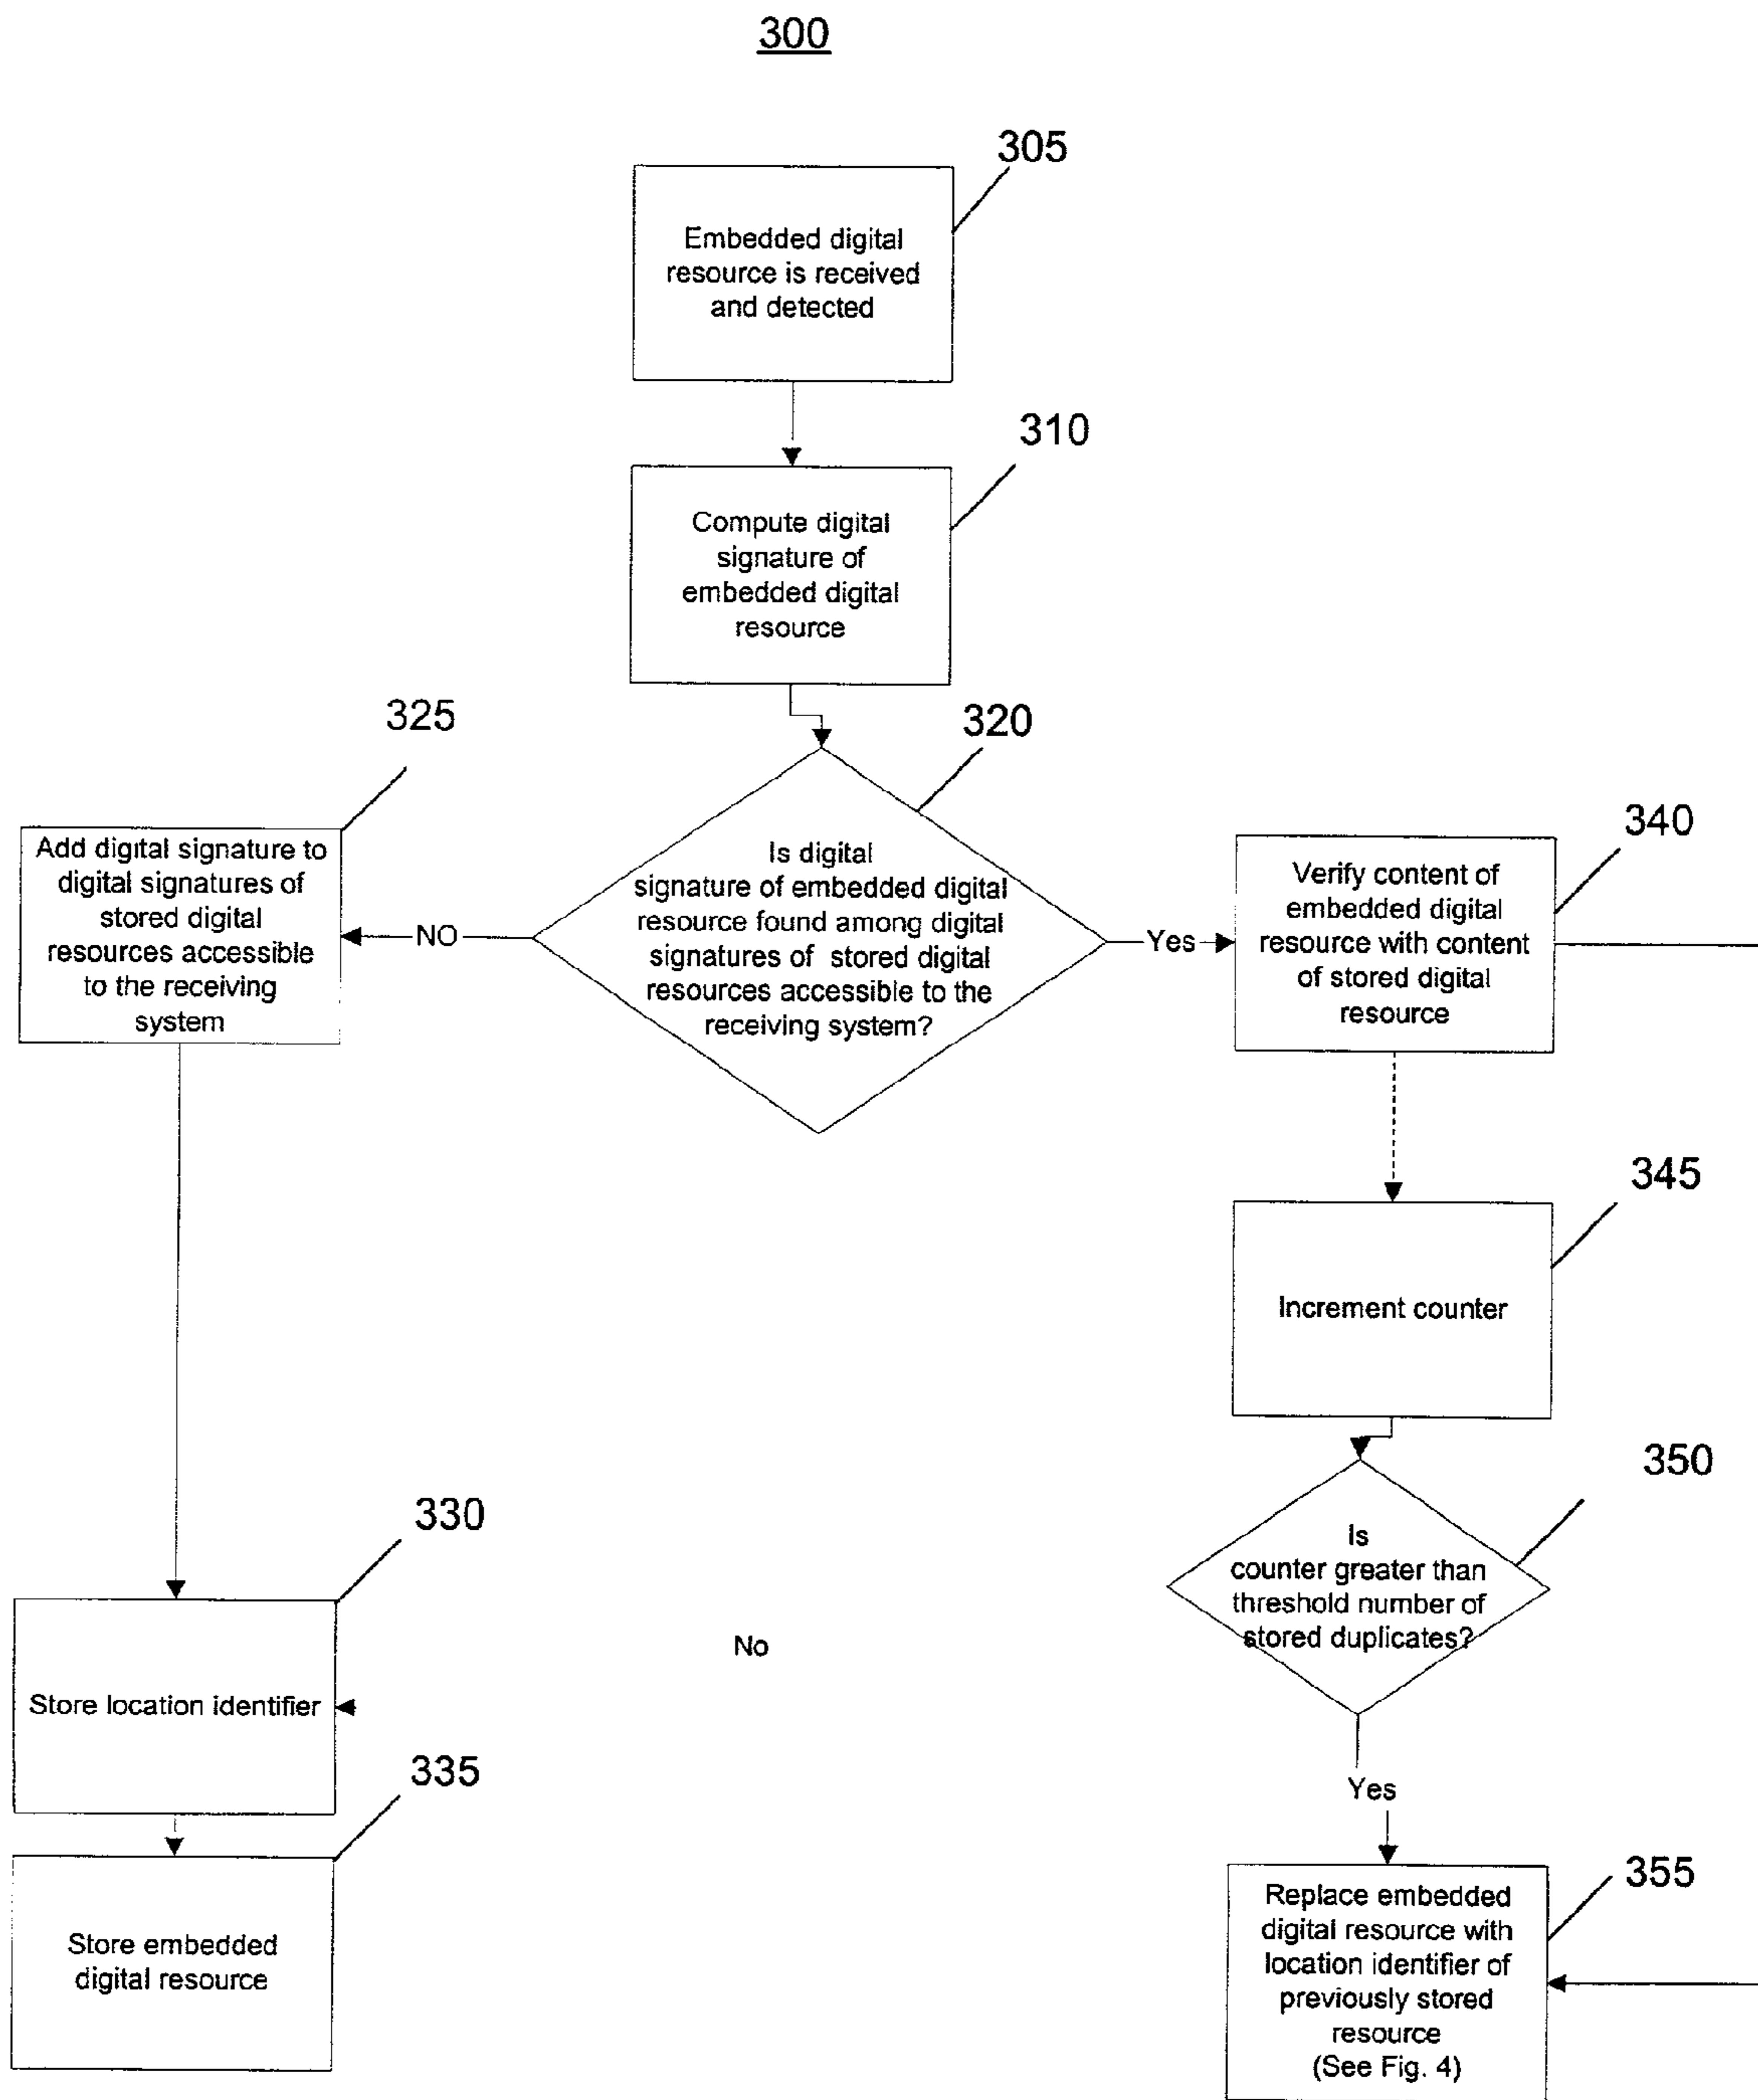 300
305
Embedded digital
resource is received
and detected
310
Compute digital
signature of
embedded digital
resource
320
Is digital
signature of embedded digital
resource found among digital
signatures of stored digital
resources accessible to the
receiving system?
NO
Yes
325
Add digital signature to
digital signatures of
stored digital
resources accessible
to the receiving
system
340
Verify content of
embedded digital
resource with content
of stored digital
resource
345
Increment counter
350
Is
counter greater than
threshold number of
stored duplicates?
No
Yes
330
Store location identifier
335
Store embedded
digital resource
355
Replace embedded
digital resource with
location identifier of
previously stored
resource
(See Fig. 4)